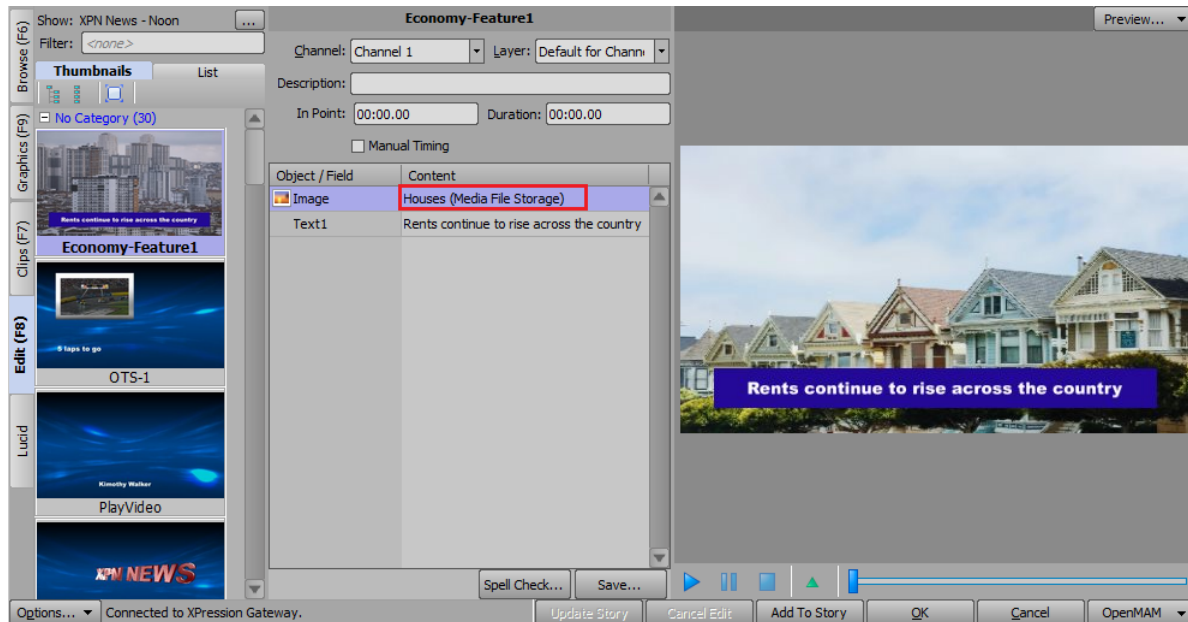 Show: XPN News - Noon
...
Filter: <none>
Thumbnails
List
No Category (30)
Rents continue to rise across the country
Economy-Feature1
5 laps to go
OTS-1
Kimothy Walker
PlayVideo
XPN NEWS
Browse (F6)
Graphics (F9)
Clips (F7)
Edit (F8)
Lucid
Economy-Feature1
Channel: Channel 1
Layer: Default for Chann
Description:
In Point: 00:00.00
Duration: 00:00.00
Manual Timing
Object / Field
Content
Image
Houses (Media File Storage)
Text1
Rents continue to rise across the country
Spell Check...
Save...
Preview...
Rents continue to rise across the country
Options...
Connected to XPression Gateway.
Update Story
Cancel Edit
Add To Story
OK
Cancel
OpenMAM